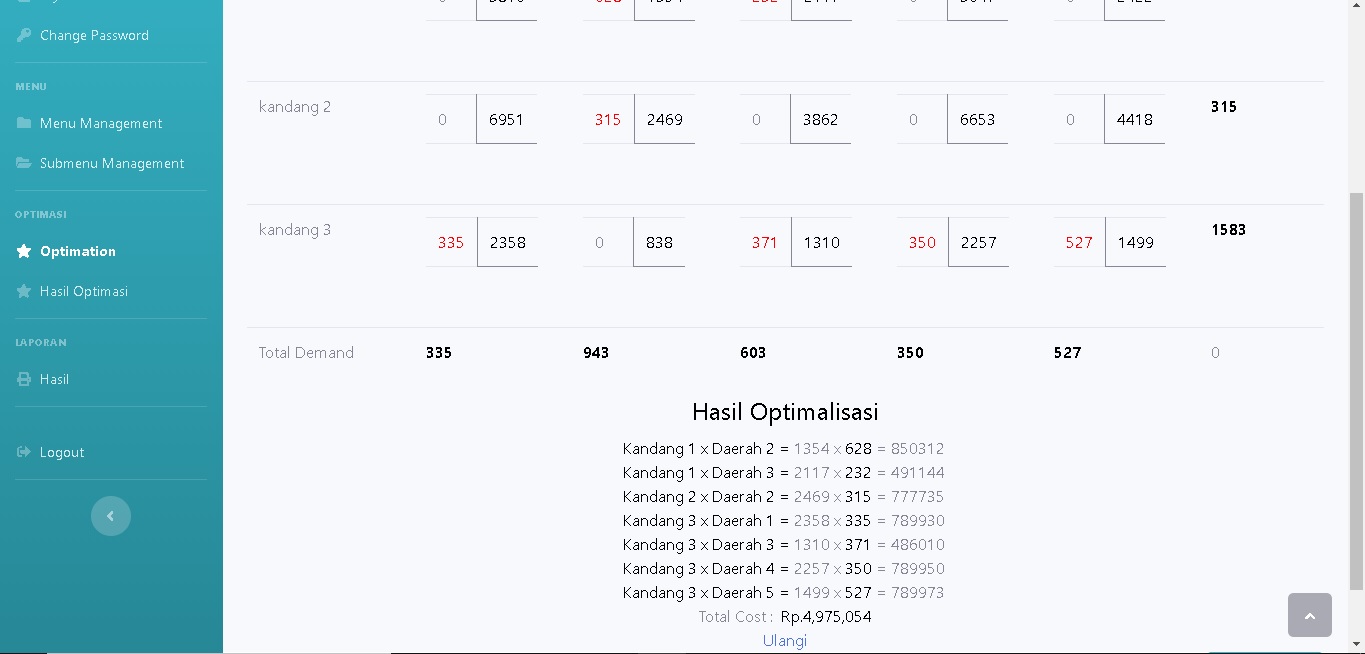 Change Password
MENU
Menu Management
Submenu Management
OPTIMASI
Optimation
Hasil Optimasi
LAPORAN
Hasil
Logout
kandang 2 0 6951 315 2469 0 3862 0 6653 0 4418 315
kandang 3 335 2358 0 838 371 1310 350 2257 527 1499 1583
Total Demand 335 943 603 350 527 0
Hasil Optimalisasi
Kandang 1 x Daerah 2 = 1354 x 628 = 850312
Kandang 1 x Daerah 3 = 2117 x 232 = 491144
Kandang 2 x Daerah 2 = 2469 x 315 = 777735
Kandang 3 x Daerah 1 = 2358 x 335 = 789930
Kandang 3 x Daerah 3 = 1310 x 371 = 486010
Kandang 3 x Daerah 4 = 2257 x 350 = 789950
Kandang 3 x Daerah 5 = 1499 x 527 = 789973
Total Cost : Rp.4,975,054
Ulangi